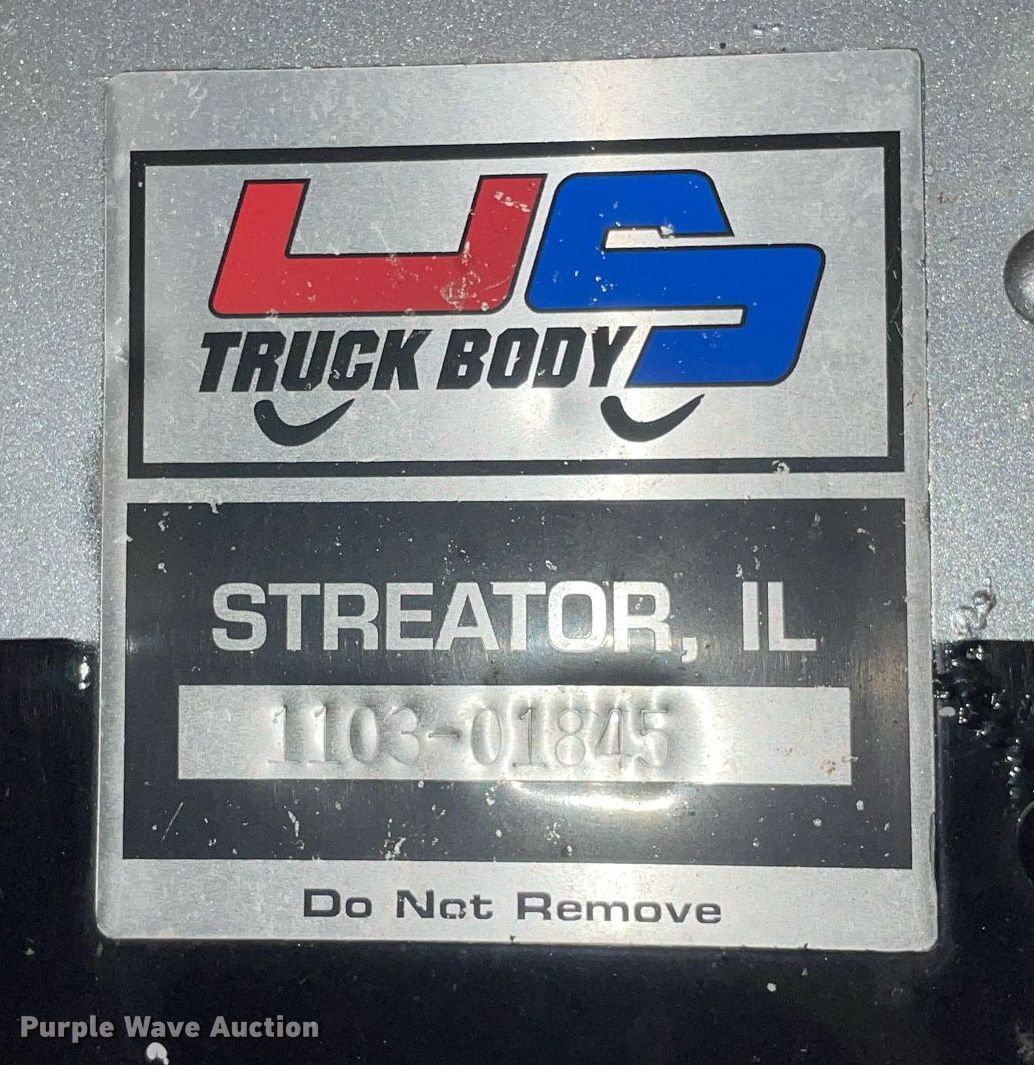 US
TRUCK BODY
STREATOR, IL
1103-01845
Do Not Remove
Purple Wave Auction